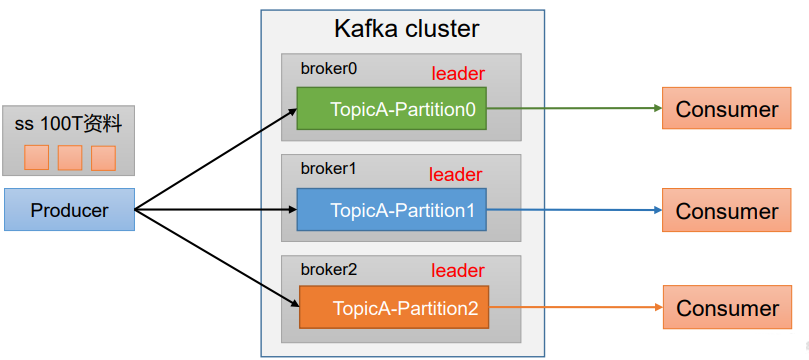 Kafka cluster
broker0
leader
TopicA-Partition0
Consumer
ss 100T资料
Producer
broker1
leader
TopicA-Partition1
Consumer
broker2
leader
TopicA-Partition2
Consumer